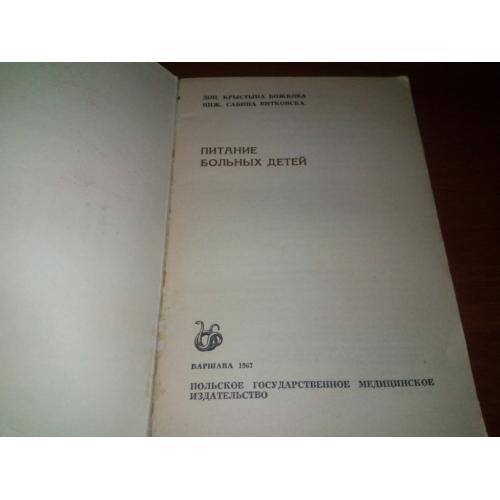 ДОЦ. КРЫСТЫНА БОЖКОВА
ИНЖ. САБИНА ВИТКОВСКА
ПИТАНИЕ
БОЛЬНЫХ ДЕТЕЙ
ВАРШАВА 1967
ПОЛЬСКОЕ ГОСУДАРСТВЕННОЕ МЕДИЦИНСКОЕ
ИЗДАТЕЛЬСТВО